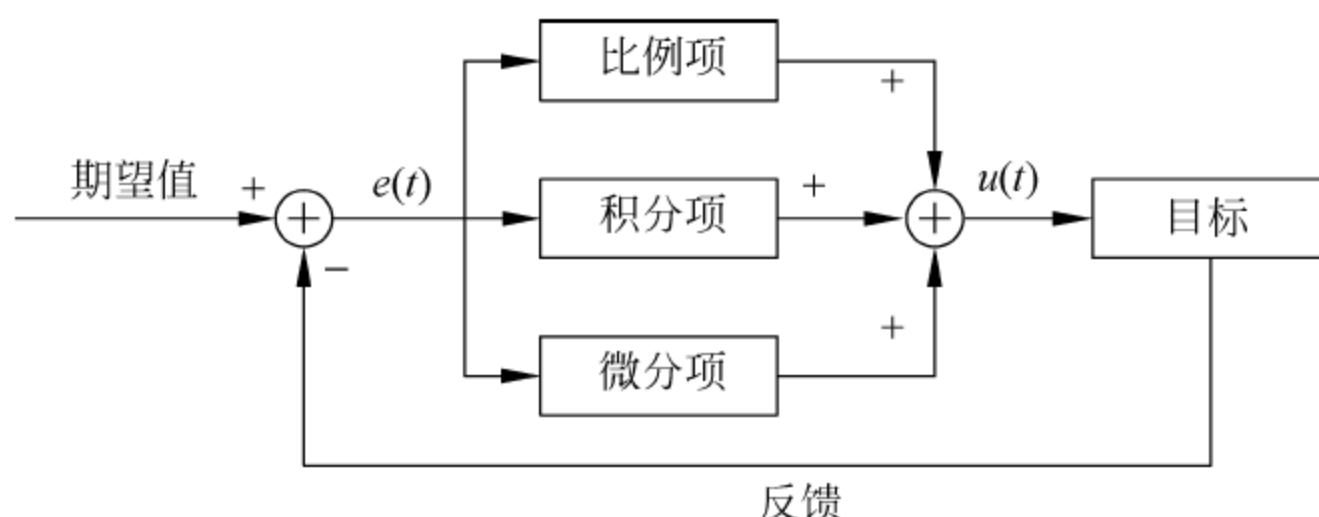 比例项
+
期望值
+
e(t)
积分项
+
u(t)
+
+
目标
−
+
微分项
反馈